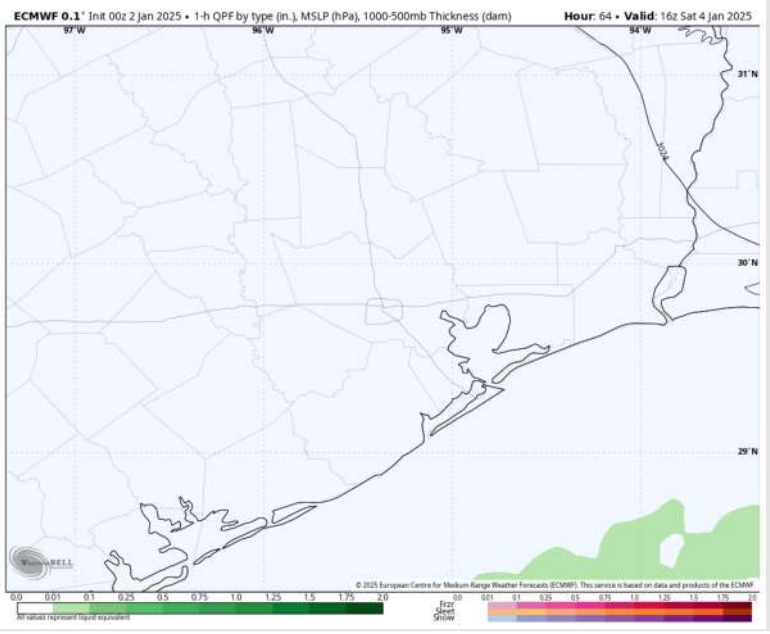 ECMWF 0.1° Init 00z 2 Jan 2025 • 1-h QPF by type (in.), MSLP (hPa), 1000-500mb Thickness (dam)
Hour: 64 • Valid: 16z Sat 4 Jan 2025
97°W 96°W 95°W 94°W
31°N
1024
30°N
29°N
WeatherBELL
© 2025 European Centre for Medium-Range Weather Forecasts (ECMWF). This service is based on data and products of the ECMWF
0.0 0.01 0.1 0.25 0.5 0.75 1.0 1.25 1.5 1.75 2.0
0.0 0.01 0.1 0.25 0.5 0.75 1.0 1.25 1.5 1.75 2.0
All values represent liquid equivalent
Frzr
Sleet
Snow